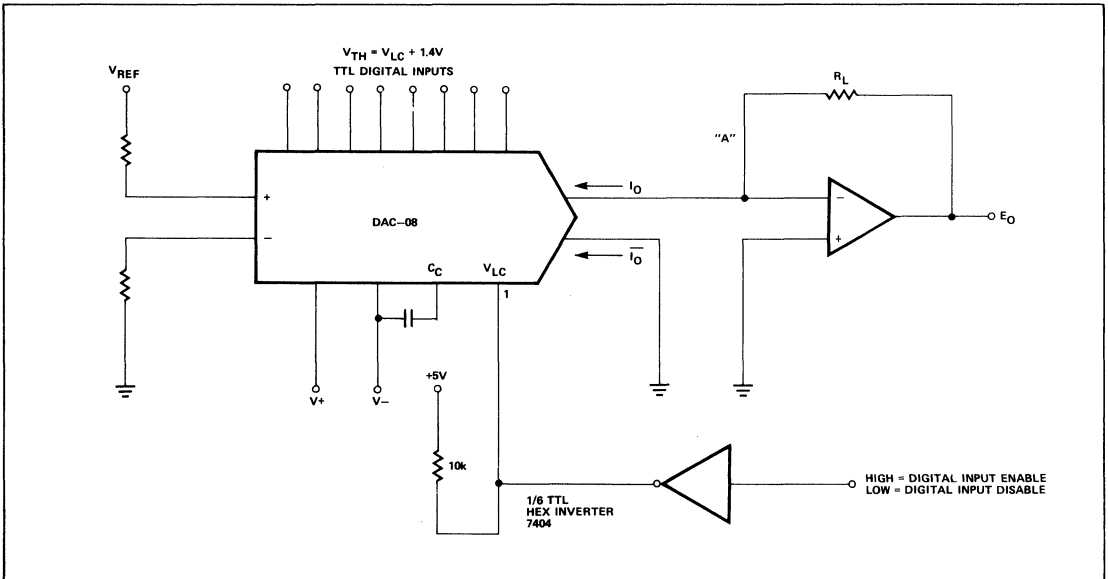 V_TH = V_LC + 1.4V
TTL DIGITAL INPUTS
V_REF
R_L
"A"
+
−
DAC–08
I_O
I̅_O̅
C_C
V_LC
1
−
+
E_O
V+
V−
+5V
10k
1/6 TTL
HEX INVERTER
7404
HIGH = DIGITAL INPUT ENABLE
LOW = DIGITAL INPUT DISABLE